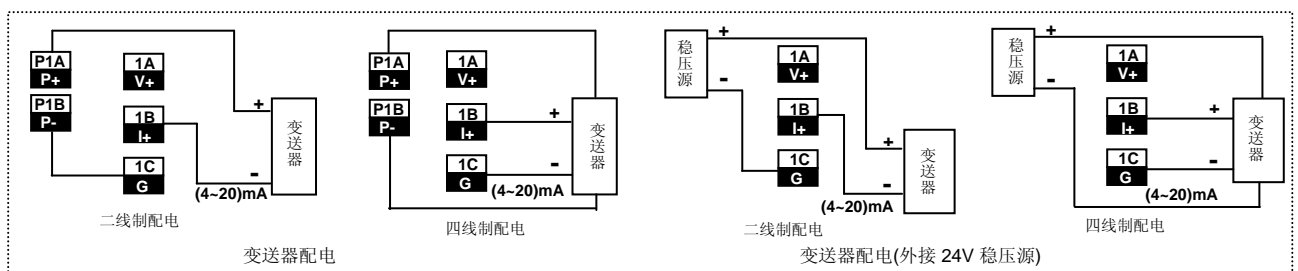 P1A
P+
P1B
P-
1A
V+
1B
I+
1C
G
+
-
变送器
(4~20)mA
二线制配电
P1A
P+
P1B
P-
1A
V+
1B
I+
1C
G
+
-
变送器
(4~20)mA
四线制配电
变送器配电
稳压源
+
-
1A
V+
1B
I+
1C
G
+
-
变送器
(4~20)mA
二线制配电
稳压源
+
-
1A
V+
1B
I+
1C
G
+
-
变送器
(4~20)mA
四线制配电
变送器配电(外接 24V 稳压源)